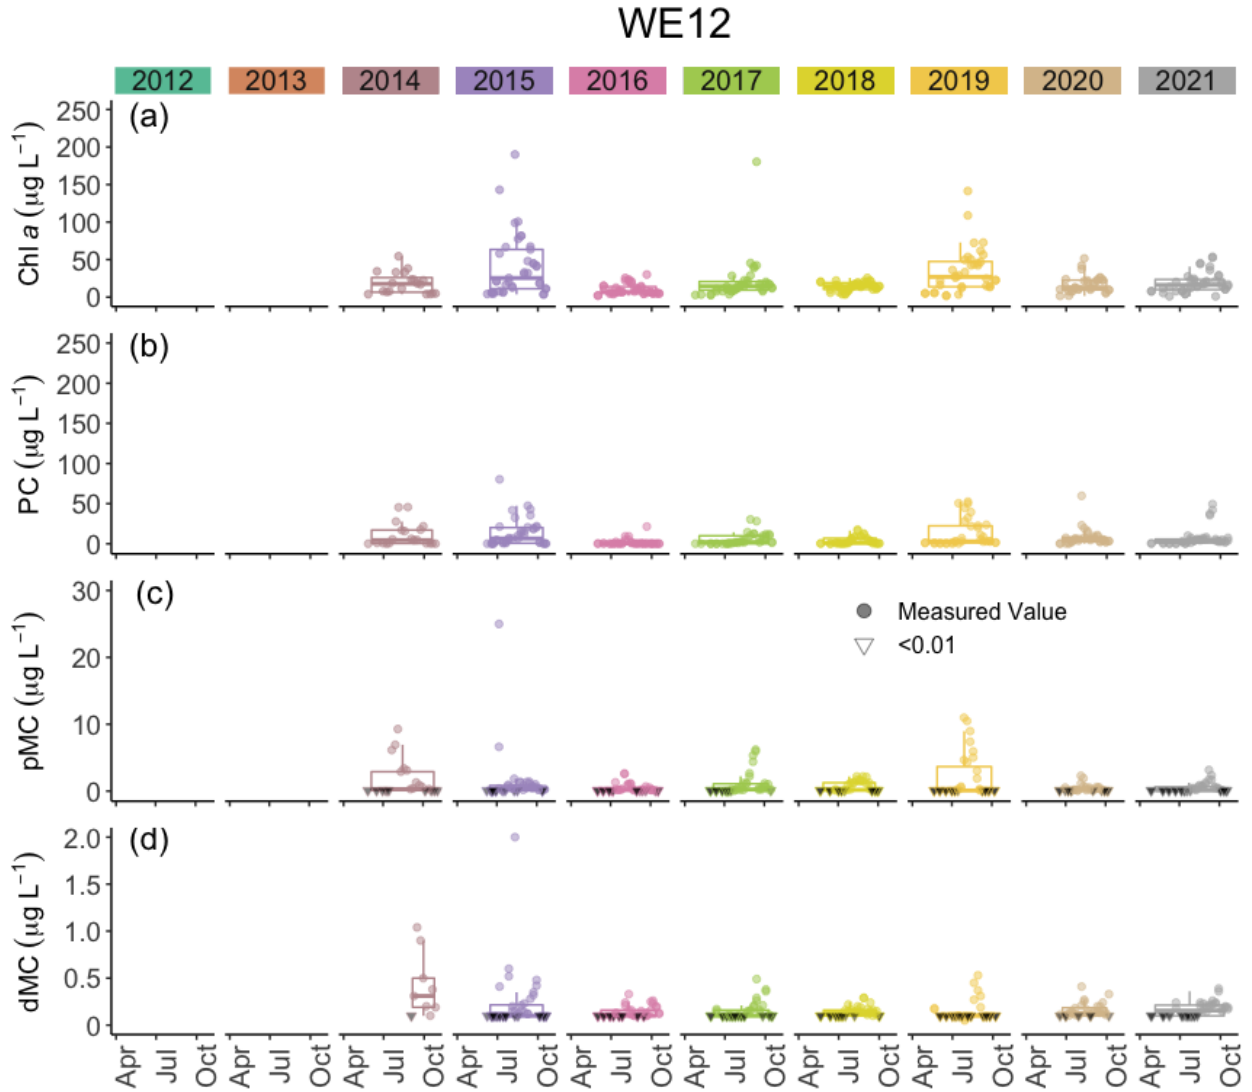 WE12
2012 2013 2014 2015 2016 2017 2018 2019 2020 2021
(a)
Chl a (µg L⁻¹)
250
200
150
100
50
0
(b)
PC (µg L⁻¹)
250
200
150
100
50
0
(c)
pMC (µg L⁻¹)
30
20
10
0
Measured Value
<0.01
(d)
dMC (µg L⁻¹)
2.0
1.5
1.0
0.5
0
Apr Jul Oct Apr Jul Oct Apr Jul Oct Apr Jul Oct Apr Jul Oct Apr Jul Oct Apr Jul Oct Apr Jul Oct Apr Jul Oct Apr Jul Oct